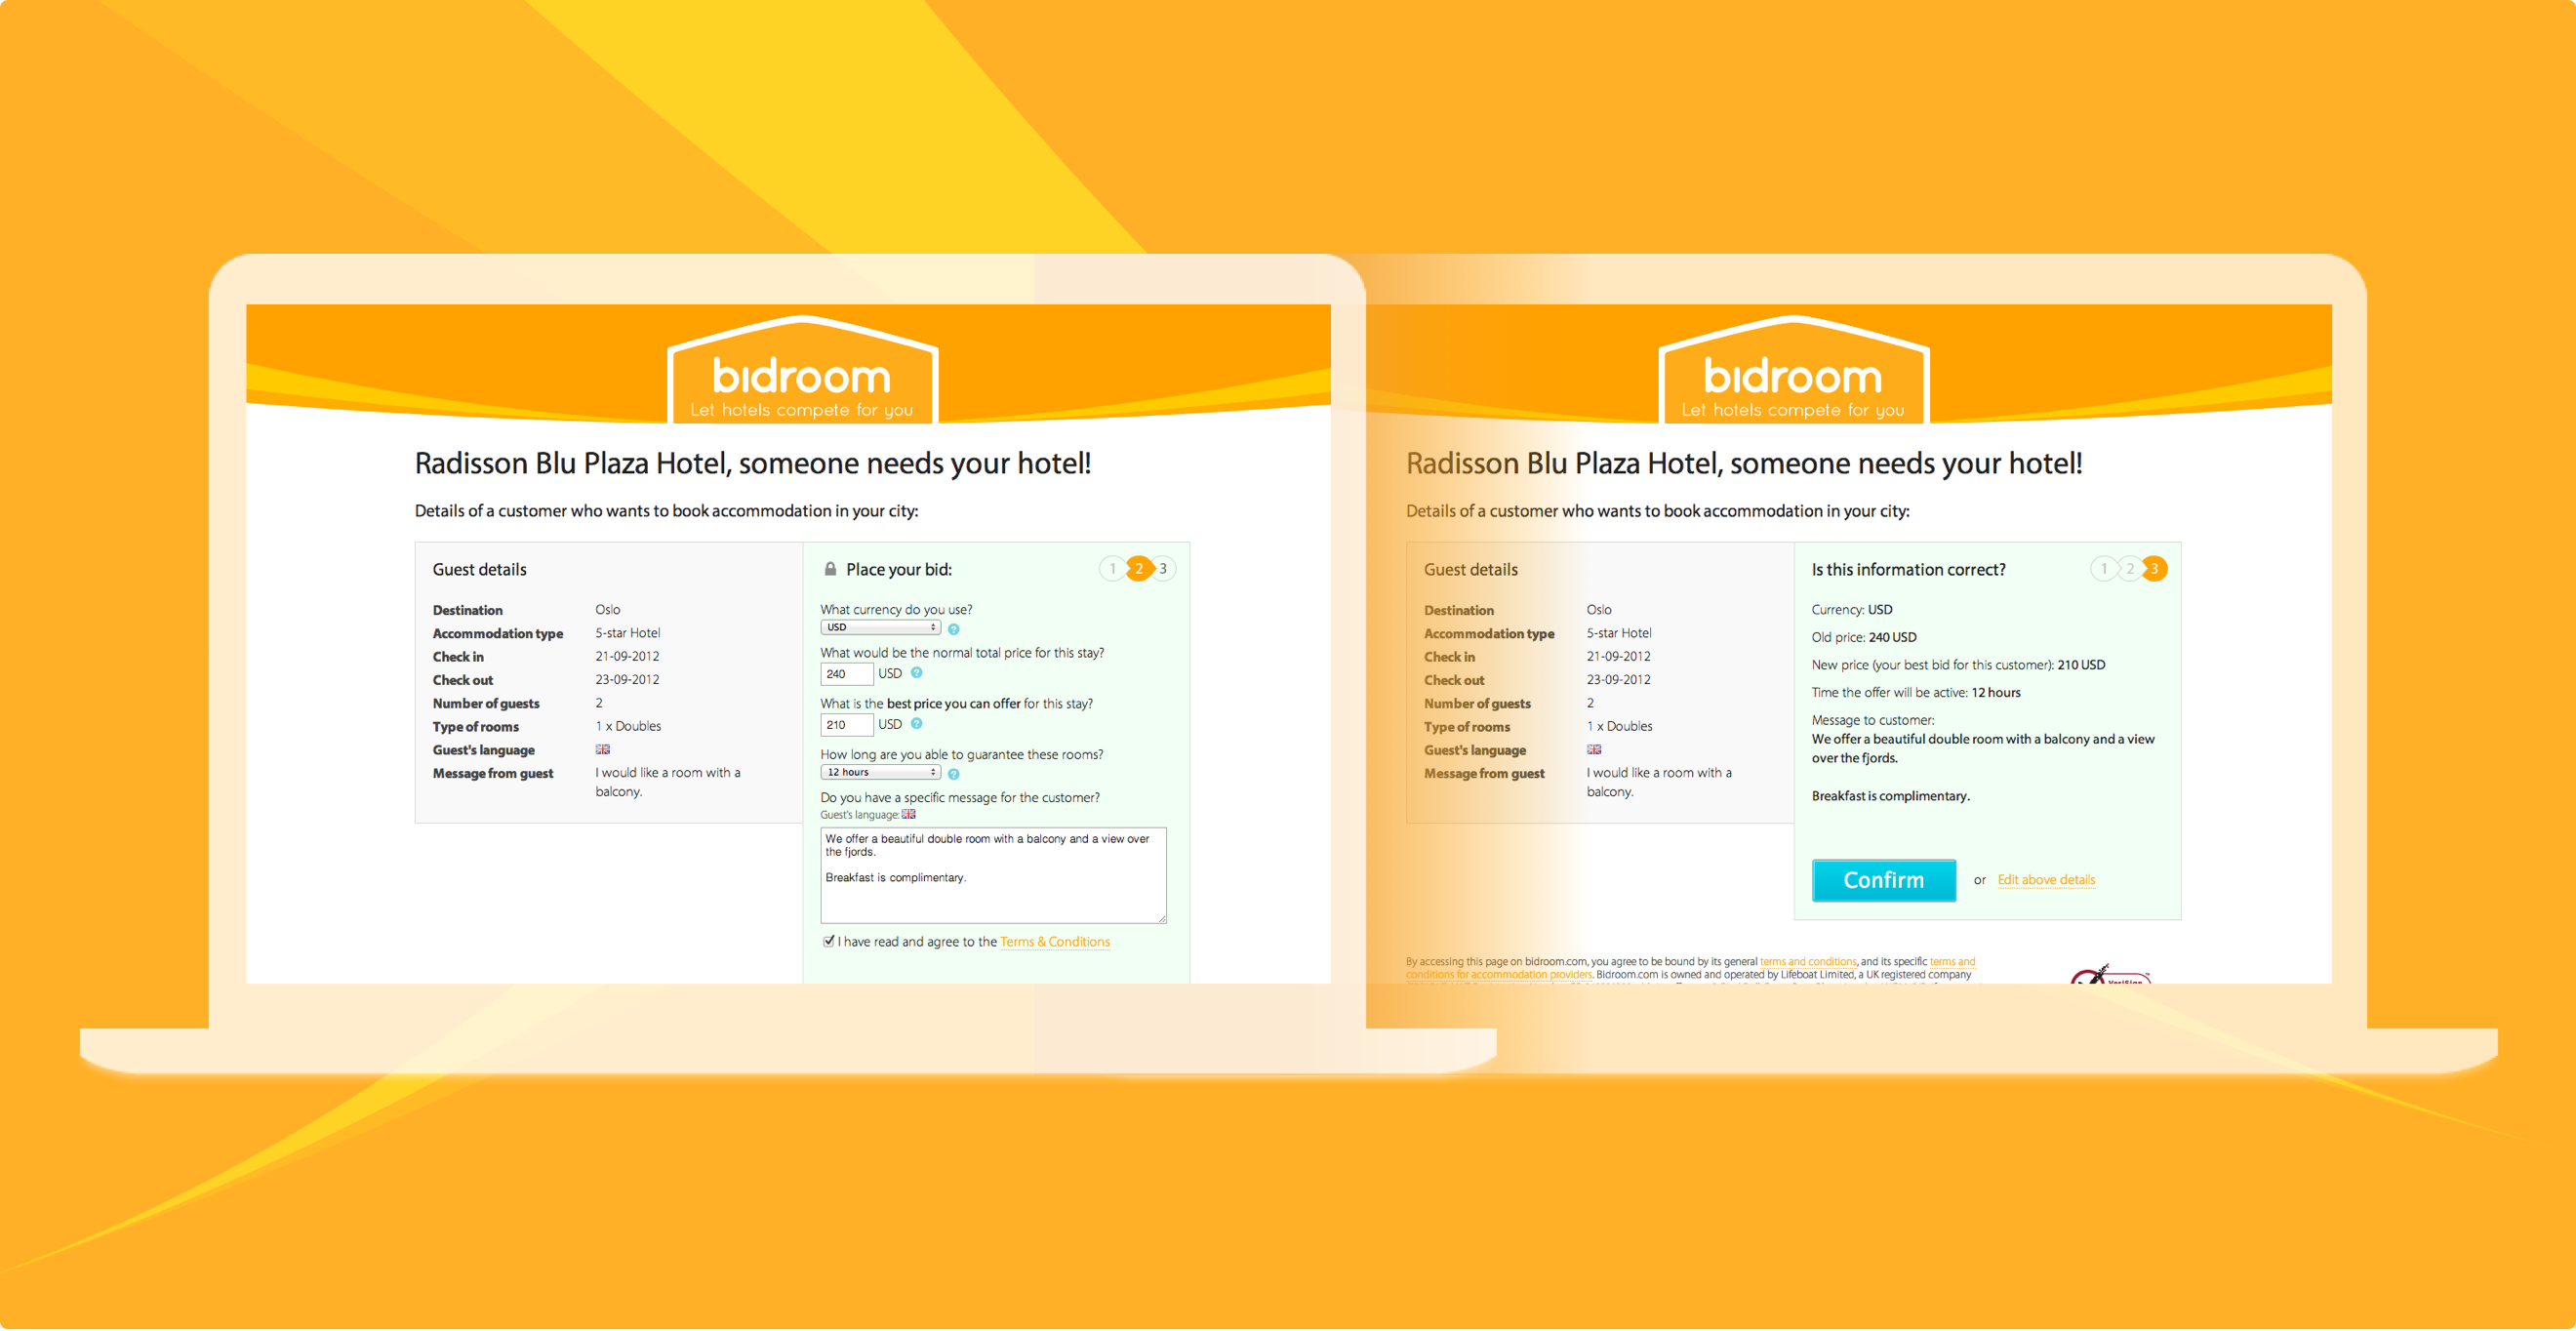 bidroom
Let hotels compete for you
Radisson Blu Plaza Hotel, someone needs your hotel!
Details of a customer who wants to book accommodation in your city:
Guest details
Destination Oslo
Accommodation type 5-star Hotel
Check in 21-09-2012
Check out 23-09-2012
Number of guests 2
Type of rooms 1 x Doubles
Guest's language
Message from guest I would like a room with a
balcony.
Place your bid: 1 2 3
What currency do you use?
USD ?
What would be the normal total price for this stay?
240 USD ?
What is the best price you can offer for this stay?
210 USD ?
How long are you able to guarantee these rooms?
12 hours ?
Do you have a specific message for the customer?
Guest's language:
We offer a beautiful double room with a balcony and a view over
the fjords.
Breakfast is complimentary.
I have read and agree to the Terms & Conditions
bidroom
Let hotels compete for you
Radisson Blu Plaza Hotel, someone needs your hotel!
Details of a customer who wants to book accommodation in your city:
Guest details
Destination Oslo
Accommodation type 5-star Hotel
Check in 21-09-2012
Check out 23-09-2012
Number of guests 2
Type of rooms 1 x Doubles
Guest's language
Message from guest I would like a room with a
balcony.
Is this information correct? 1 2 3
Currency: USD
Old price: 240 USD
New price (your best bid for this customer): 210 USD
Time the offer will be active: 12 hours
Message to customer:
We offer a beautiful double room with a balcony and a view
over the fjords.
Breakfast is complimentary.
Confirm or Edit above details
By accessing this page on bidroom.com, you agree to be bound by its general terms and conditions, and its specific terms and
conditions for accommodation providers. Bidroom.com is owned and operated by Lifeboat Limited, a UK registered company